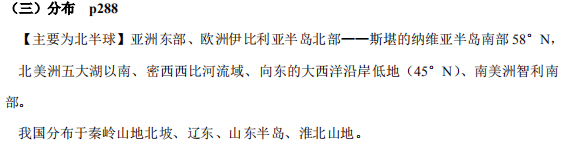 （三）分布 p288
【主要为北半球】亚洲东部、欧洲伊比利亚半岛北部——斯堪的纳维亚半岛南部 58°N，
北美洲五大湖以南、密西西比河流域、向东的大西洋沿岸低地（45°N）、南美洲智利南
部。
我国分布于秦岭山地北坡、辽东、山东半岛、淮北山地。